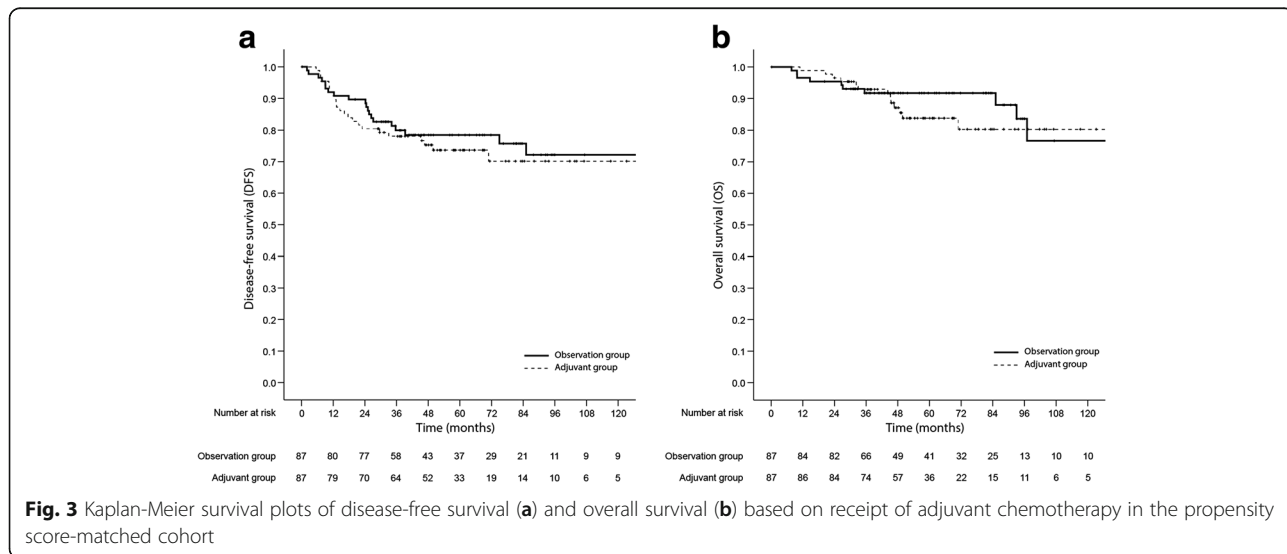 a
1.0
0.9
0.8
0.7
0.6
0.5
0.4
0.3
0.2
0.1
0.0
Disease-free survival (DFS)
Observation group
Adjuvant group
Number at risk 0 12 24 36 48 60 72 84 96 108 120
Time (months)
Observation group 87 80 77 58 43 37 29 21 11 9 9
Adjuvant group 87 79 70 64 52 33 19 14 10 6 5
b
1.0
0.9
0.8
0.7
0.6
0.5
0.4
0.3
0.2
0.1
0.0
Overall survival (OS)
Observation group
Adjuvant group
Number at risk 0 12 24 36 48 60 72 84 96 108 120
Time (months)
Observation group 87 84 82 66 49 41 32 25 13 10 10
Adjuvant group 87 86 84 74 57 36 22 15 11 6 5
Fig. 3 Kaplan-Meier survival plots of disease-free survival (a) and overall survival (b) based on receipt of adjuvant chemotherapy in the propensity
score-matched cohort